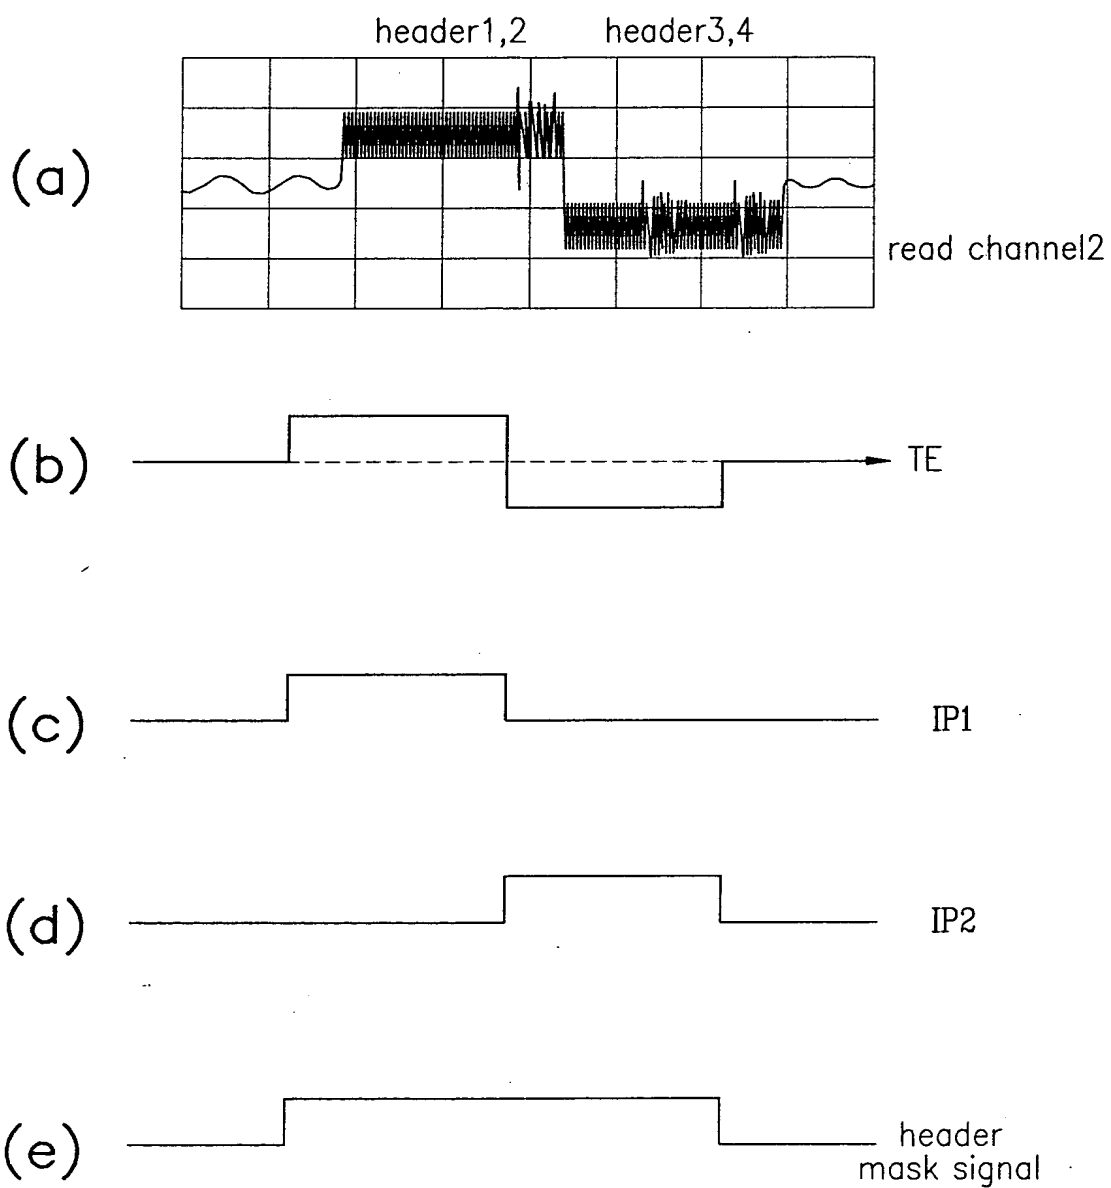 header1,2 header3,4
(a)
read channel2
(b)
TE
(c)
IP1
(d)
IP2
(e)
header
mask signal